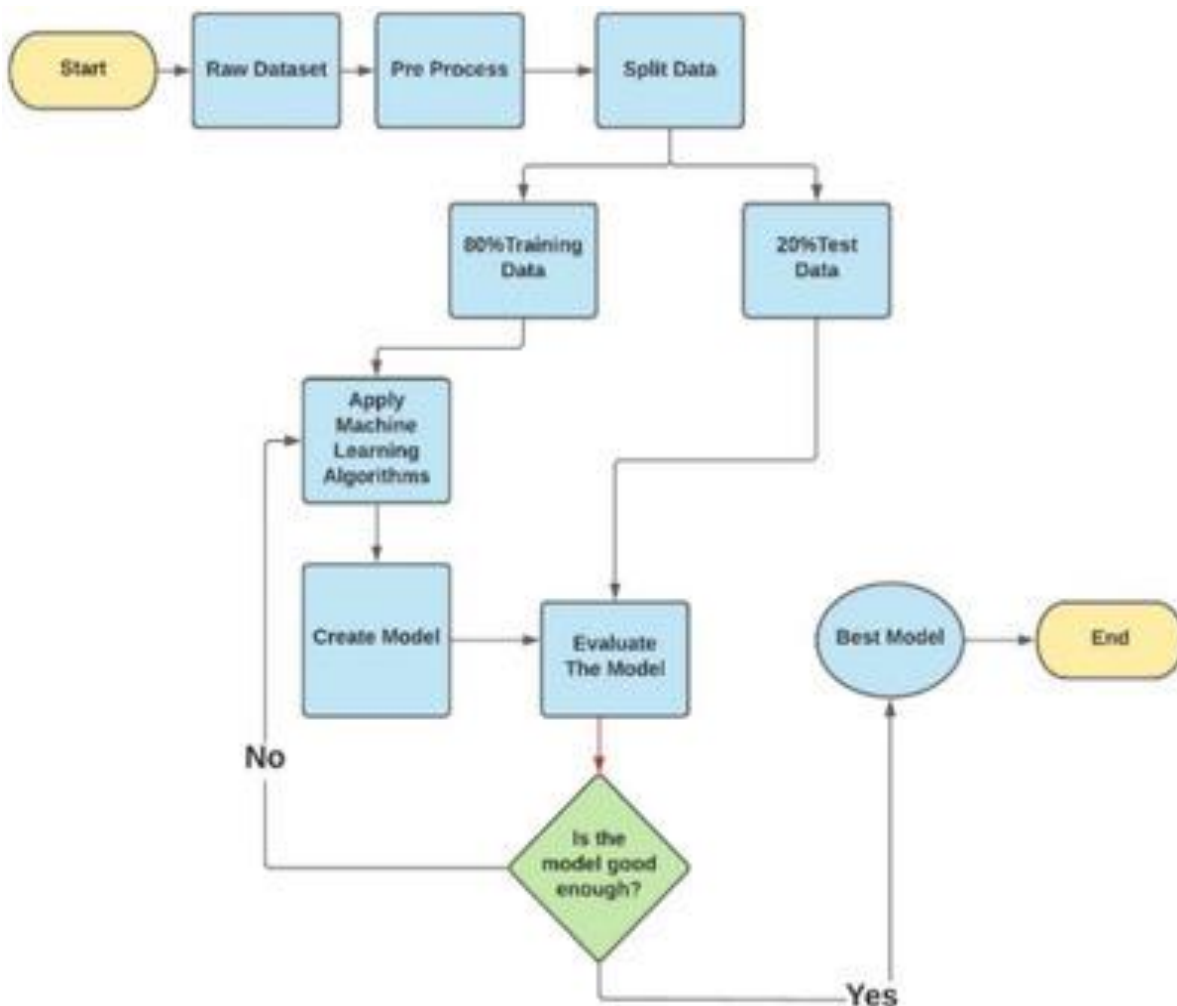 Start
Raw Dataset
Pre Process
Split Data
80%Training
Data
20%Test
Data
Apply
Machine
Learning
Algorithms
Create Model
Evaluate
The Model
Best Model
End
No
Is the
model good
enough?
Yes